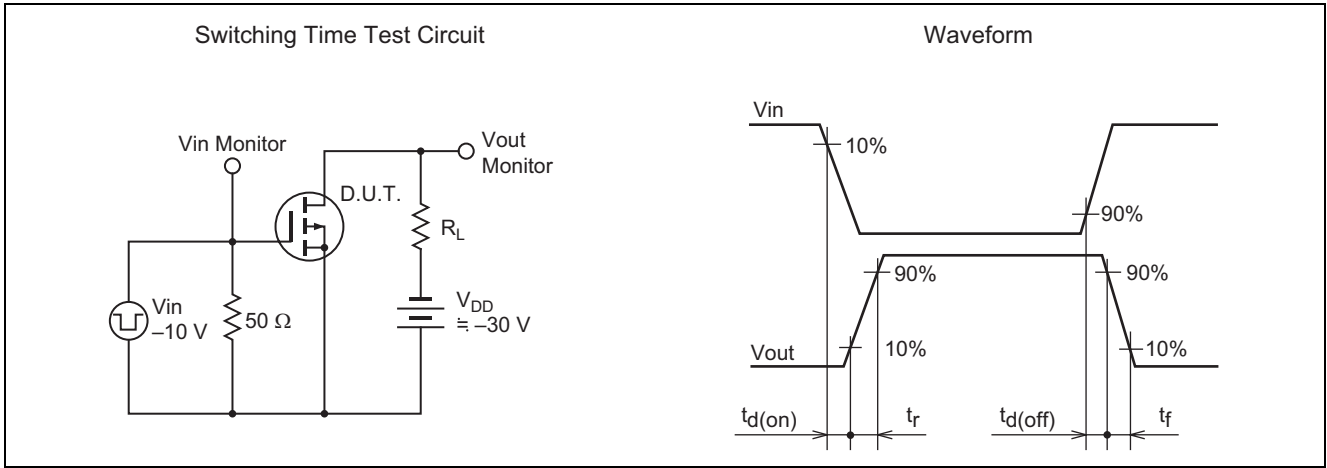 Switching Time Test Circuit
Vin Monitor
D.U.T.
Vout
Monitor
RL
Vin
–10 V
50 Ω
VDD
≒ –30 V
Waveform
Vin
10%
90%
90%
90%
Vout
10%
10%
td(on)
tr
td(off)
tf